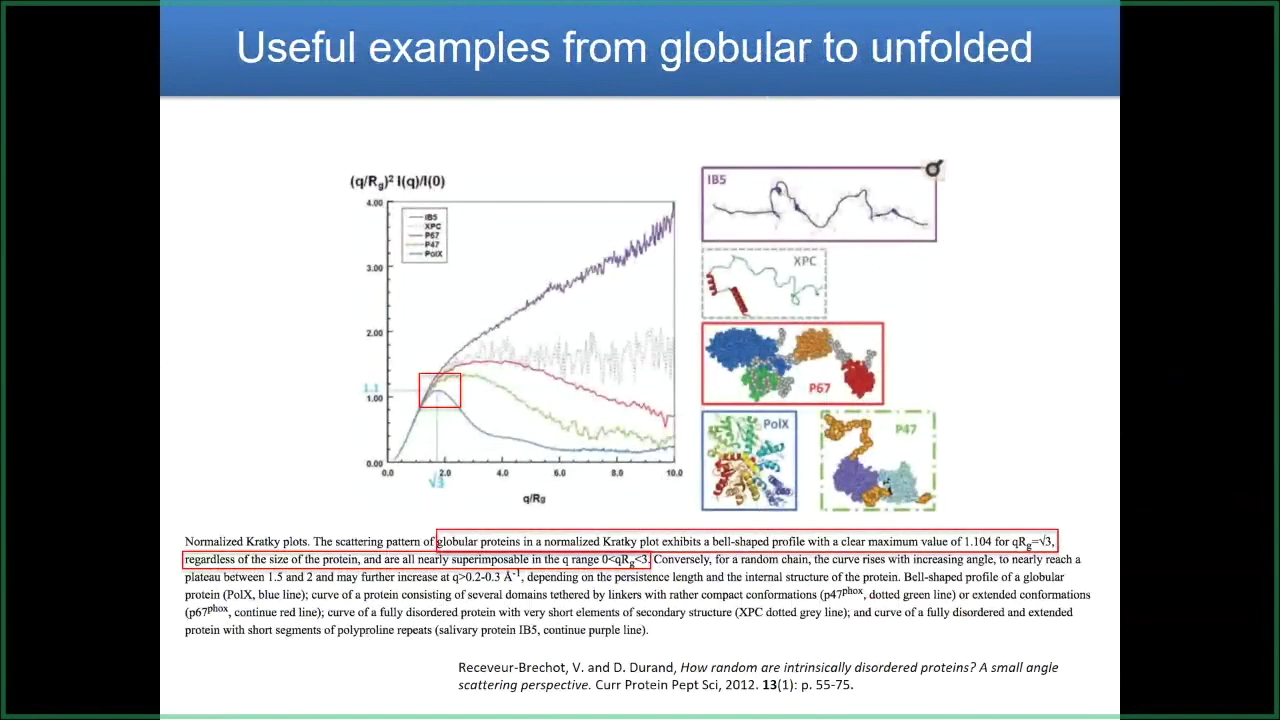 Useful examples from globular to unfolded
(q/Rg)² I(q)/I(0)
4.00
3.00
2.00
1.1
1.00
0.00
IB5
XPC
P67
P47
PolX
0.0 2.0 4.0 6.0 8.0 10.0
√3
q/Rg
IB5
XPC
P67
PolX
P47
Normalized Kratky plots. The scattering pattern of globular proteins in a normalized Kratky plot exhibits a bell-shaped profile with a clear maximum value of 1.104 for qRg=√3,
regardless of the size of the protein, and are all nearly superimposable in the q range 0<qRg<3. Conversely, for a random chain, the curve rises with increasing angle, to nearly reach a
plateau between 1.5 and 2 and may further increase at q>0.2-0.3 Å-1, depending on the persistence length and the internal structure of the protein. Bell-shaped profile of a globular
protein (PolX, blue line); curve of a protein consisting of several domains tethered by linkers with rather compact conformations (p47phox, dotted green line) or extended conformations
(p67phox, continue red line); curve of a fully disordered protein with very short elements of secondary structure (XPC dotted grey line); and curve of a fully disordered and extended
protein with short segments of polyproline repeats (salivary protein IB5, continue purple line).
Receveur-Brechot, V. and D. Durand, How random are intrinsically disordered proteins? A small angle
scattering perspective. Curr Protein Pept Sci, 2012. 13(1): p. 55-75.